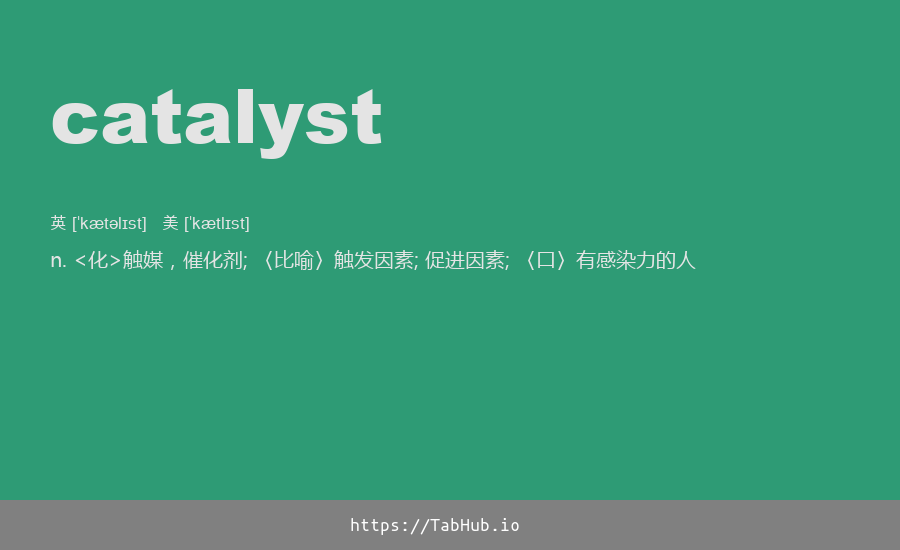 catalyst
英 [ˈkætəlɪst]   美 [ˈkætlɪst]
n. <化>触媒，催化剂; 〈比喻〉触发因素; 促进因素; 〈口〉有感染力的人
https://TabHub.io